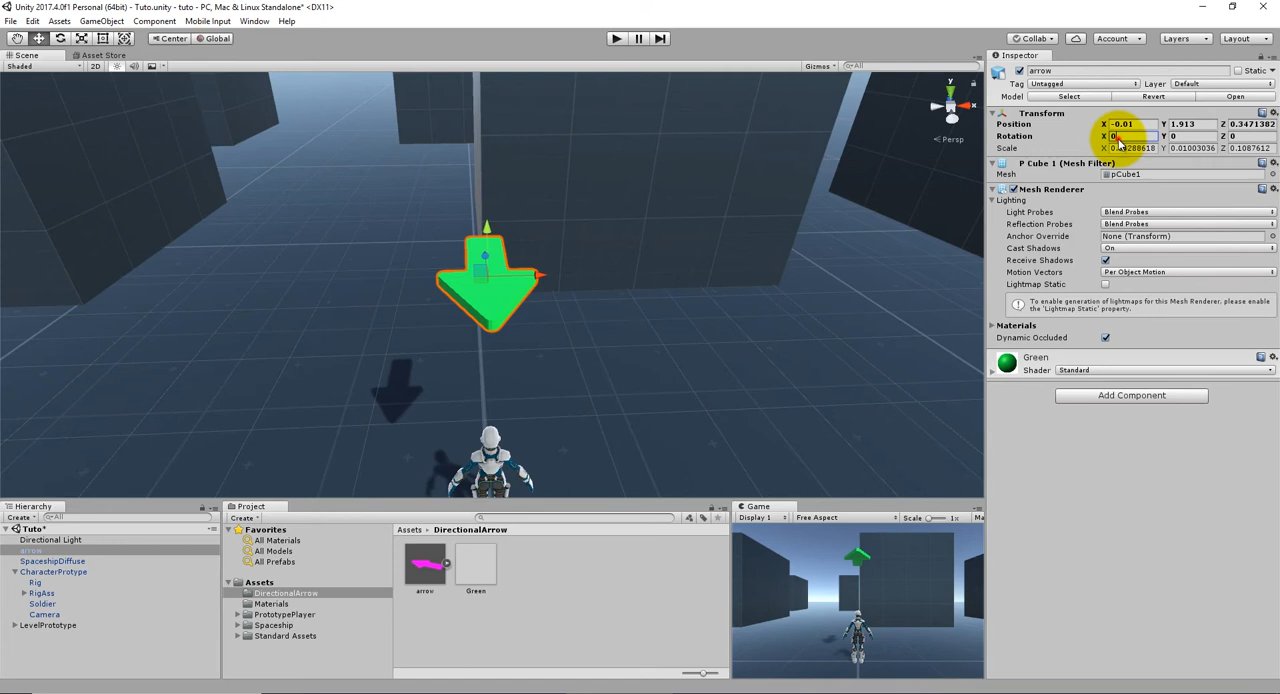 Unity 2017.4.0f1 Personal (64bit) - Tuto.unity - tuto - PC, Mac & Linux Standalone* <DX11>
File Edit Assets GameObject Component Mobile Input Window Help
Center Global Collab Account Layers Layout
Scene Asset Store
Shaded 2D Gizmos All
y
x
Persp
Inspector
arrow Static
Tag Untagged Layer Default
Model Select Revert Open
Transform
Position X -0.01 Y 1.913 Z 0.3471382
Rotation X 0 Y 0 Z 0
Scale X Y 0.01003036 Z 0.1087612
P Cube 1 (Mesh Filter)
Mesh pCube1
Mesh Renderer
Lighting
Light Probes Blend Probes
Reflection Probes Blend Probes
Anchor Override None (Transform)
Cast Shadows On
Receive Shadows
Motion Vectors Per Object Motion
Lightmap Static
To enable generation of lightmaps for this Mesh Renderer, please enable
the 'Lightmap Static' property.
Materials
Dynamic Occluded
Green
Shader Standard
Add Component
Hierarchy
Create All
Tuto*
Directional Light
arrow
SpaceshipDiffuse
CharacterProtype
Rig
RigAss
Soldier
Camera
LevelPrototype
Project
Create
Favorites
All Materials
All Models
All Prefabs
Assets
DirectionalArrow
Materials
PrototypePlayer
Spaceship
Standard Assets
Assets DirectionalArrow
arrow Green
Game
Display 1 Free Aspect Scale 1x Ma